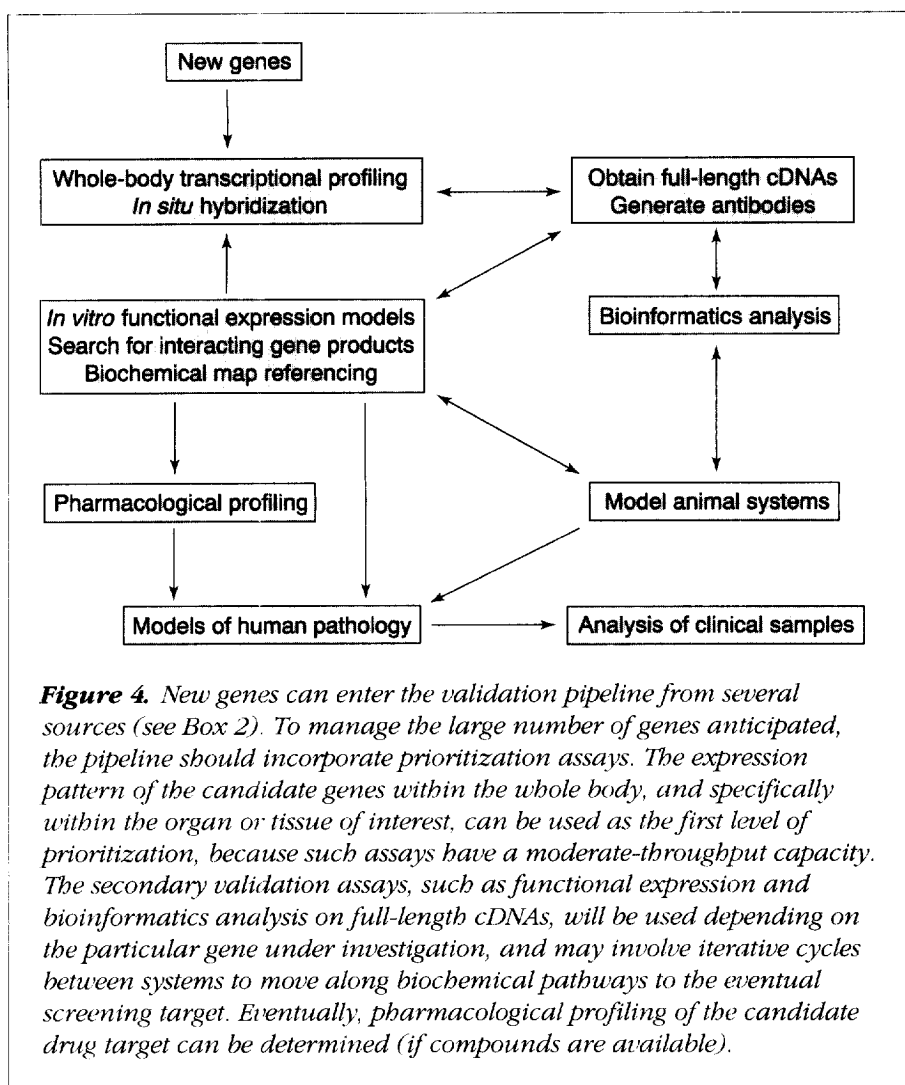 New genes
Whole-body transcriptional profiling
In situ hybridization
Obtain full-length cDNAs
Generate antibodies
In vitro functional expression models
Search for interacting gene products
Biochemical map referencing
Bioinformatics analysis
Pharmacological profiling
Model animal systems
Models of human pathology
Analysis of clinical samples
Figure 4. New genes can enter the validation pipeline from several
sources (see Box 2). To manage the large number of genes anticipated,
the pipeline should incorporate prioritization assays. The expression
pattern of the candidate genes within the whole body, and specifically
within the organ or tissue of interest, can be used as the first level of
prioritization, because such assays have a moderate-throughput capacity.
The secondary validation assays, such as functional expression and
bioinformatics analysis on full-length cDNAs, will be used depending on
the particular gene under investigation, and may involve iterative cycles
between systems to move along biochemical pathways to the eventual
screening target. Eventually, pharmacological profiling of the candidate
drug target can be determined (if compounds are available).